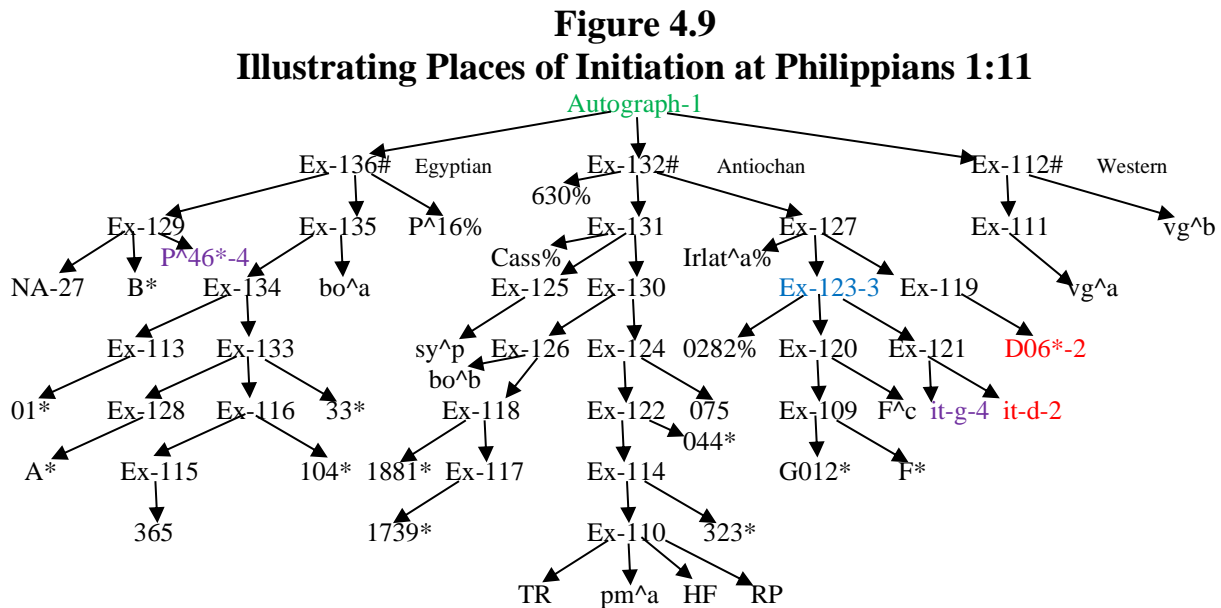 Figure 4.9
Illustrating Places of Initiation at Philippians 1:11
Autograph-1
Ex-136# Egyptian Ex-132# Antiochan Ex-112# Western
630%
Ex-129 Ex-135 P^16% Ex-131 Ex-127 Ex-111 vg^b
P^46*-4 Cass% Irlat^a%
NA-27 B* Ex-134 bo^a Ex-125 Ex-130 Ex-123-3 Ex-119 vg^a
Ex-113 Ex-133 sy^p Ex-126 Ex-124 0282% Ex-120 Ex-121 D06*-2
bo^b
01* Ex-128 Ex-116 33* Ex-118 Ex-122 075 Ex-109 F^c it-g-4 it-d-2
044*
A* Ex-115 104* 1881* Ex-117 Ex-114 G012* F*
365 1739* Ex-110 323*
TR pm^a HF RP